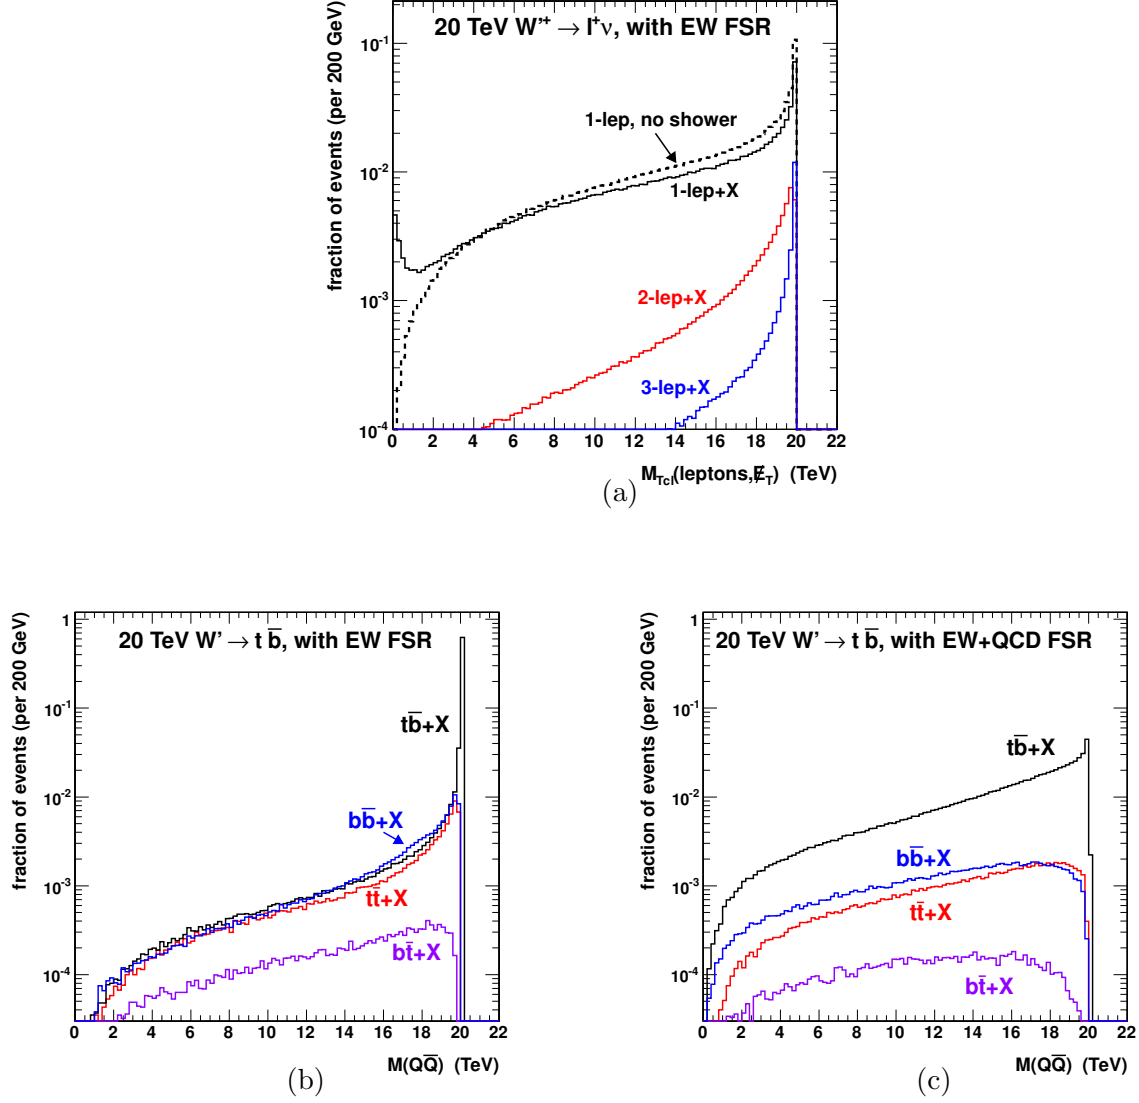 20 TeV W'⁺ → l⁺ν, with EW FSR
fraction of events (per 200 GeV)
10⁻¹
10⁻²
10⁻³
10⁻⁴
1-lep, no shower
1-lep+X
2-lep+X
3-lep+X
0 2 4 6 8 10 12 14 16 18 20 22
M_Tcl(leptons,E̸_T) (TeV)
(a)
20 TeV W' → t b̅, with EW FSR
fraction of events (per 200 GeV)
1
10⁻¹
10⁻²
10⁻³
10⁻⁴
tb̅+X
bb̅+X
tt̅+X
bt̅+X
0 2 4 6 8 10 12 14 16 18 20 22
M(QQ̅) (TeV)
(b)
20 TeV W' → t b̅, with EW+QCD FSR
fraction of events (per 200 GeV)
1
10⁻¹
10⁻²
10⁻³
10⁻⁴
tb̅+X
bb̅+X
tt̅+X
bt̅+X
0 2 4 6 8 10 12 14 16 18 20 22
M(QQ̅) (TeV)
(c)